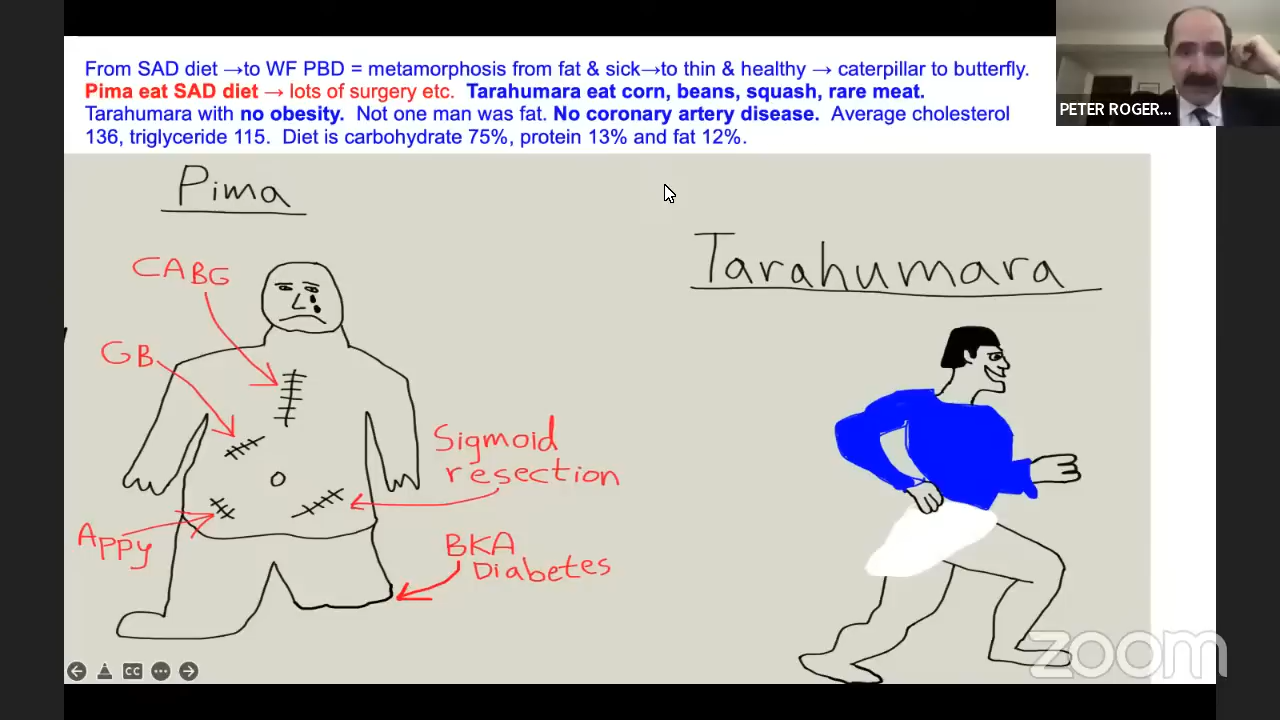 From SAD diet →to WF PBD = metamorphosis from fat & sick→to thin & healthy → caterpillar to butterfly.
Pima eat SAD diet → lots of surgery etc. Tarahumara eat corn, beans, squash, rare meat.
Tarahumara with no obesity. Not one man was fat. No coronary artery disease. Average cholesterol
136, triglyceride 115. Diet is carbohydrate 75%, protein 13% and fat 12%.
PETER ROGER...
Pima
Tarahumara
CABG
GB
Sigmoid
resection
Appy
BKA
Diabetes
CC
zoom